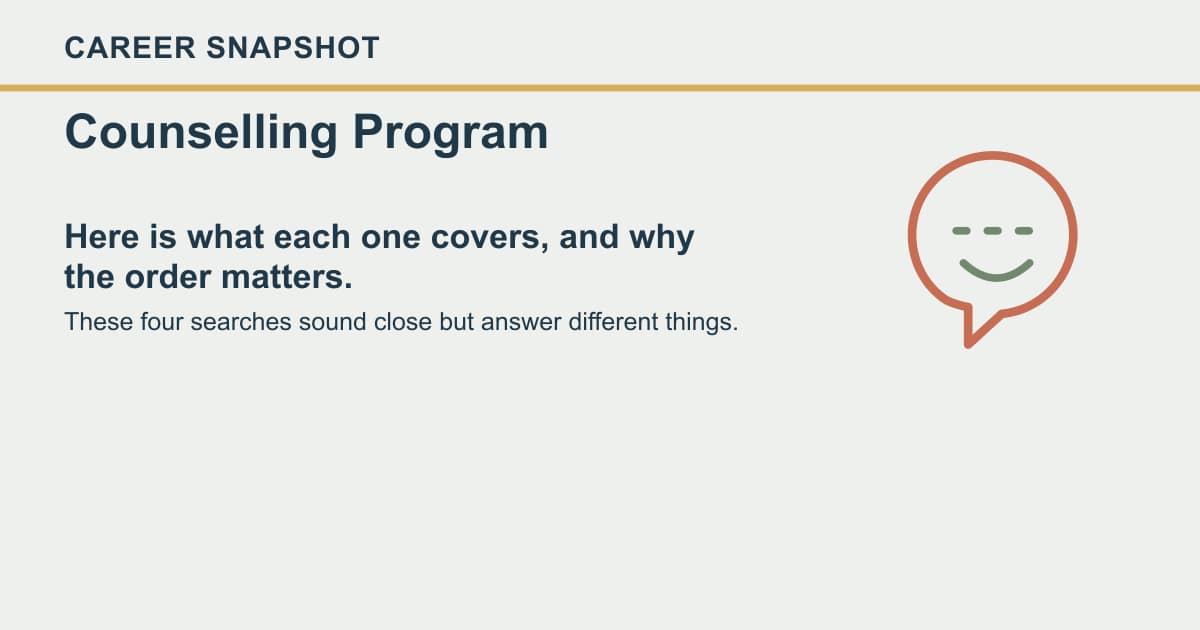 CAREER SNAPSHOT
Counselling Program
Here is what each one covers, and why
the order matters.
These four searches sound close but answer different things.